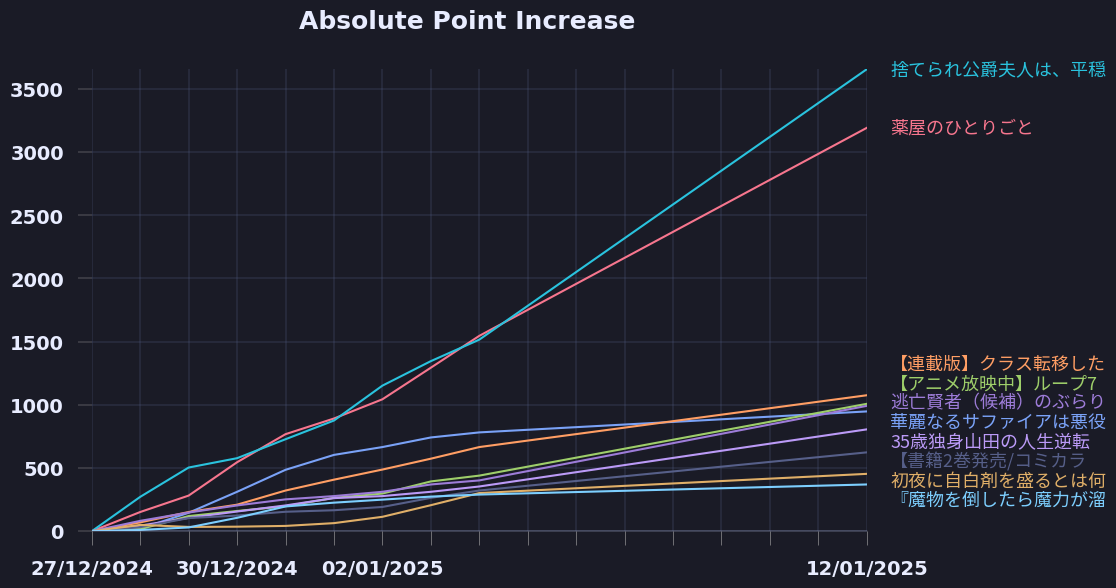 Absolute Point Increase
3500
3000
2500
2000
1500
1000
500
0
27/12/2024
30/12/2024
02/01/2025
12/01/2025
捨てられ公爵夫人は、平穏
薬屋のひとりごと
【連載版】クラス転移した
【アニメ放映中】ループ7
逃亡賢者（候補）のぶらり
華麗なるサファイアは悪役
35歳独身山田の人生逆転
【書籍2巻発売/コミカラ
初夜に自白剤を盛るとは何
『魔物を倒したら魔力が溜